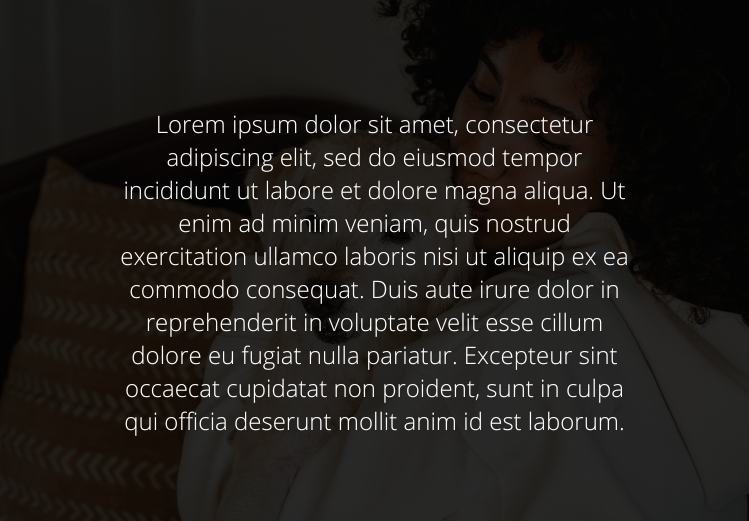 Lorem ipsum dolor sit amet, consectetur
adipiscing elit, sed do eiusmod tempor
incididunt ut labore et dolore magna aliqua. Ut
enim ad minim veniam, quis nostrud
exercitation ullamco laboris nisi ut aliquip ex ea
commodo consequat. Duis aute irure dolor in
reprehenderit in voluptate velit esse cillum
dolore eu fugiat nulla pariatur. Excepteur sint
occaecat cupidatat non proident, sunt in culpa
qui officia deserunt mollit anim id est laborum.